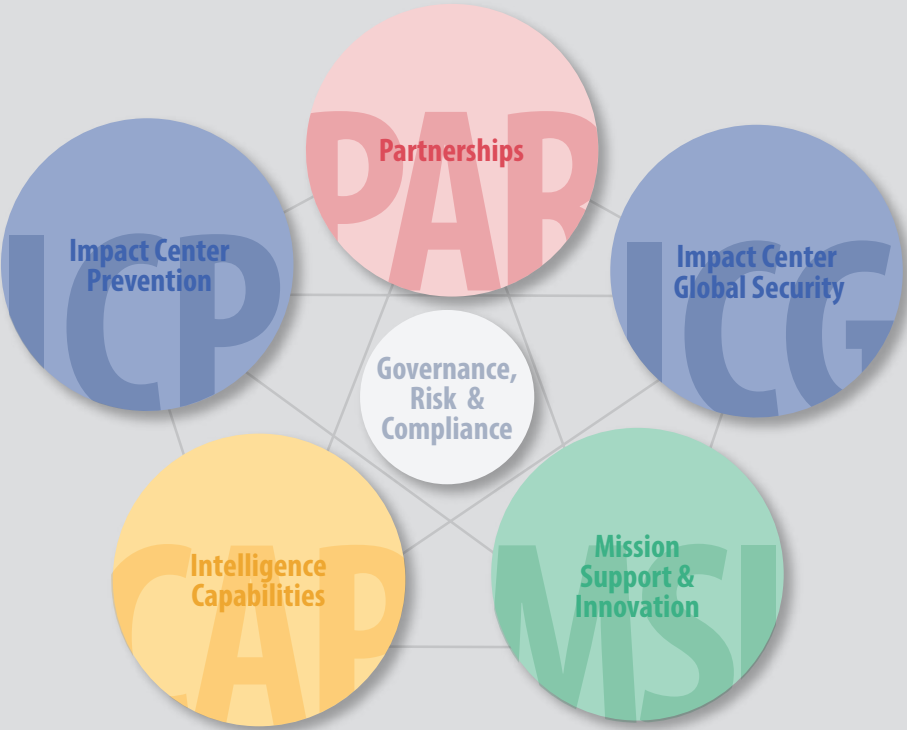 PAR
Partnerships
ICP
Impact Center
Prevention
ICG
Impact Center
Global Security
Governance,
Risk &
Compliance
CAP
Intelligence
Capabilities
MSI
Mission
Support &
Innovation